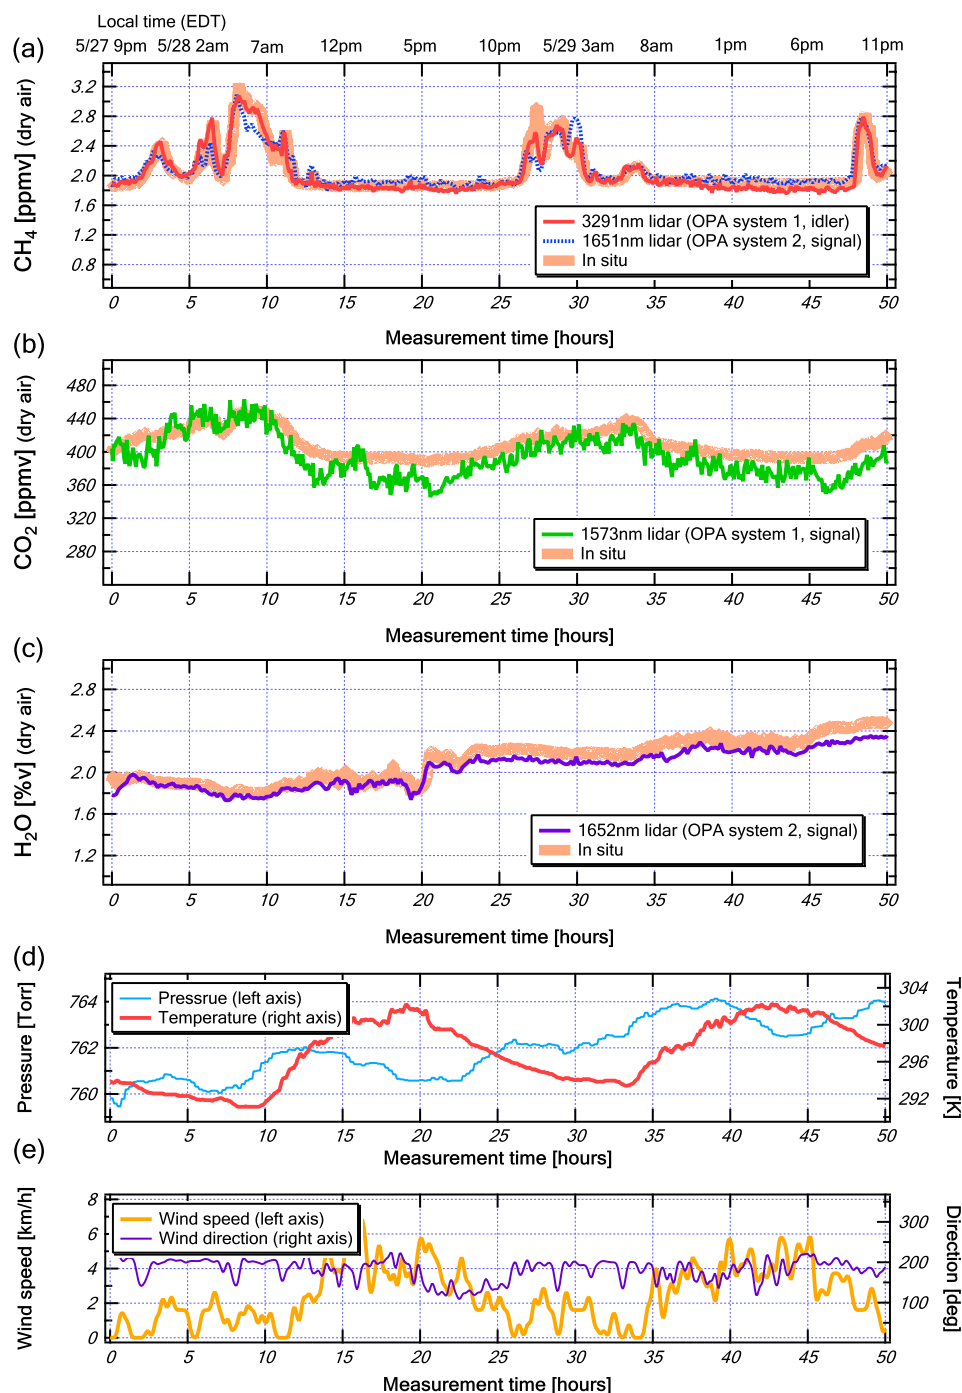 Local time (EDT)
(a)
5/27 9pm 5/28 2am 7am 12pm 5pm 10pm 5/29 3am 8am 1pm 6pm 11pm
CH4 [ppmv] (dry air)
3.2
2.8
2.4
2.0
1.6
1.2
0.8
3291nm lidar (OPA system 1, idler)
1651nm lidar (OPA system 2, signal)
In situ
0 5 10 15 20 25 30 35 40 45 50
Measurement time [hours]
(b)
CO2 [ppmv] (dry air)
480
440
400
360
320
280
1573nm lidar (OPA system 1, signal)
In situ
0 5 10 15 20 25 30 35 40 45 50
Measurement time [hours]
(c)
H2O [%v] (dry air)
2.8
2.4
2.0
1.6
1.2
1652nm lidar (OPA system 2, signal)
In situ
0 5 10 15 20 25 30 35 40 45 50
Measurement time [hours]
(d)
Pressure [Torr]
764
762
760
Pressrue (left axis)
Temperature (right axis)
304
300
296
292
Temperature [K]
0 5 10 15 20 25 30 35 40 45 50
Measurement time [hours]
(e)
Wind speed [km/h]
8
6
4
2
0
Wind speed (left axis)
Wind direction (right axis)
300
200
100
Direction [deg]
0 5 10 15 20 25 30 35 40 45 50
Measurement time [hours]